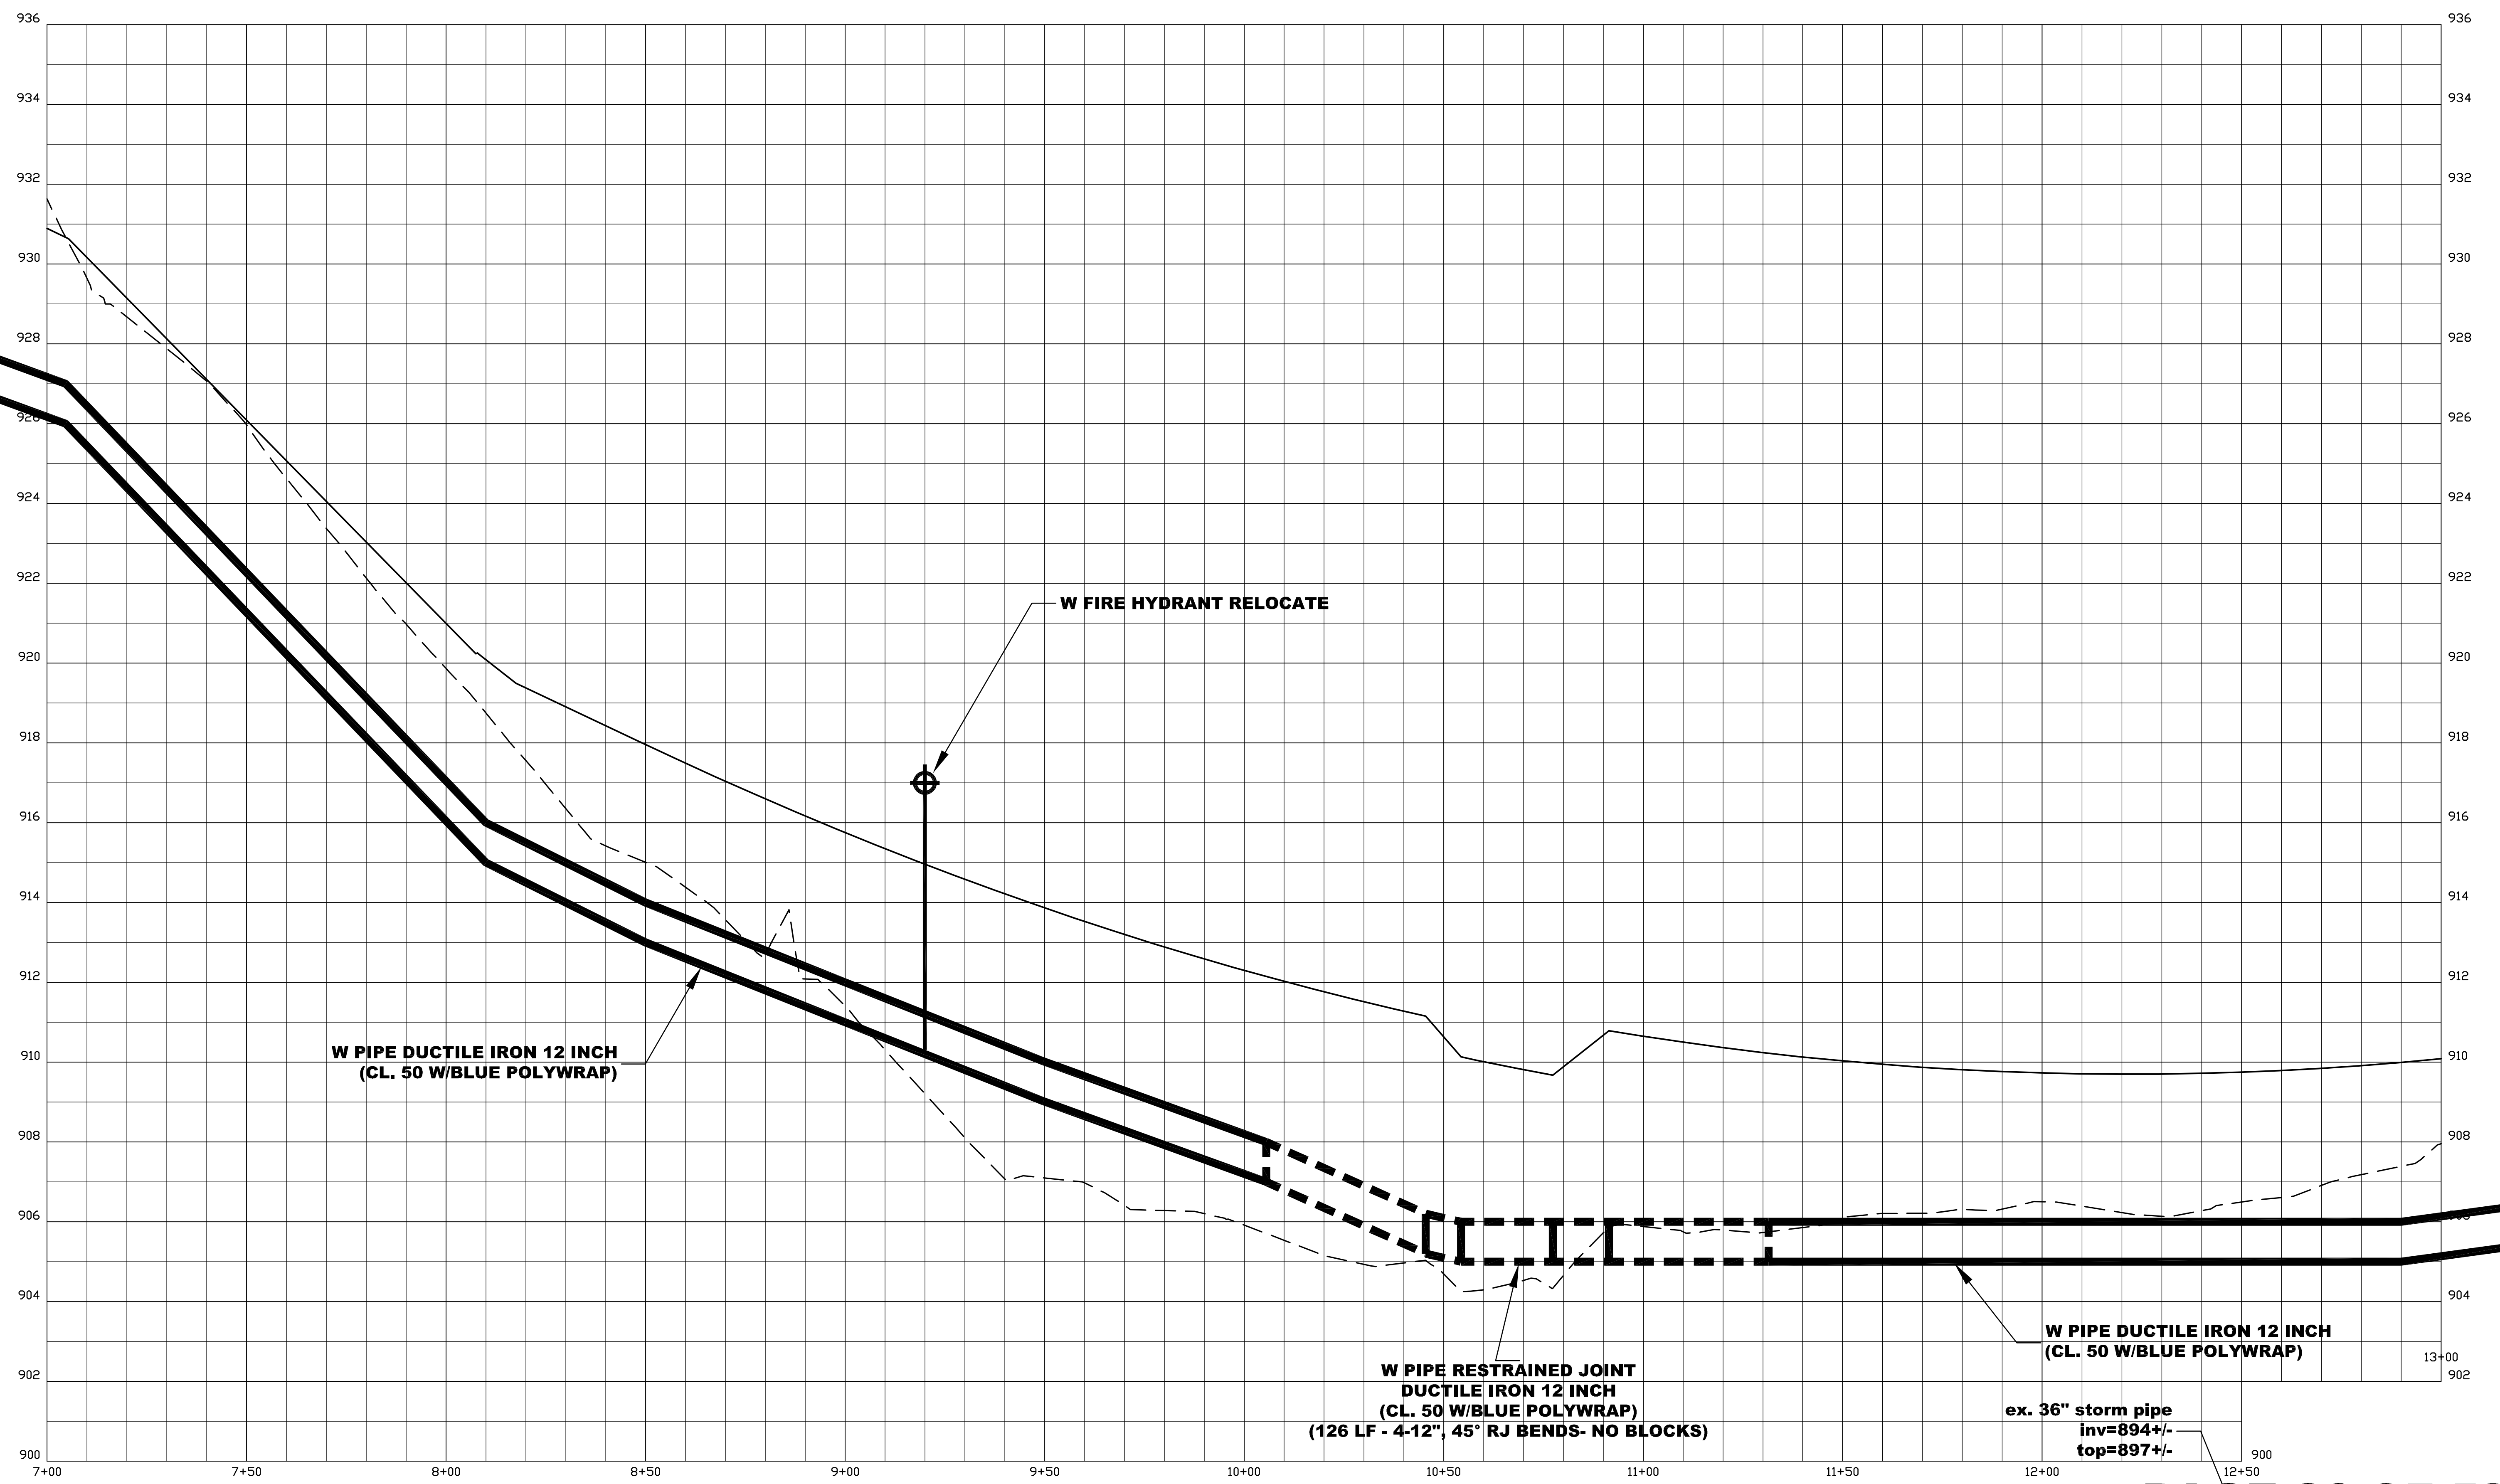 936 936
934 934
932 932
930 930
928 928
926 926
924 924
922 922
W FIRE HYDRANT RELOCATE
920 920
918 918
916 916
914 914
912 912
W PIPE DUCTILE IRON 12 INCH
(CL. 50 W/BLUE POLYWRAP)
910 910
908 908
906
904 904
W PIPE DUCTILE IRON 12 INCH
(CL. 50 W/BLUE POLYWRAP)
13+00
902 902
W PIPE RESTRAINED JOINT
DUCTILE IRON 12 INCH
(CL. 50 W/BLUE POLYWRAP)
(126 LF - 4-12", 45° RJ BENDS- NO BLOCKS)
ex. 36" storm pipe
inv=894+/-
top=897+/-
900 900
7+00 7+50 8+00 8+50 9+00 9+50 10+00 10+50 11+00 11+50 12+00 12+50